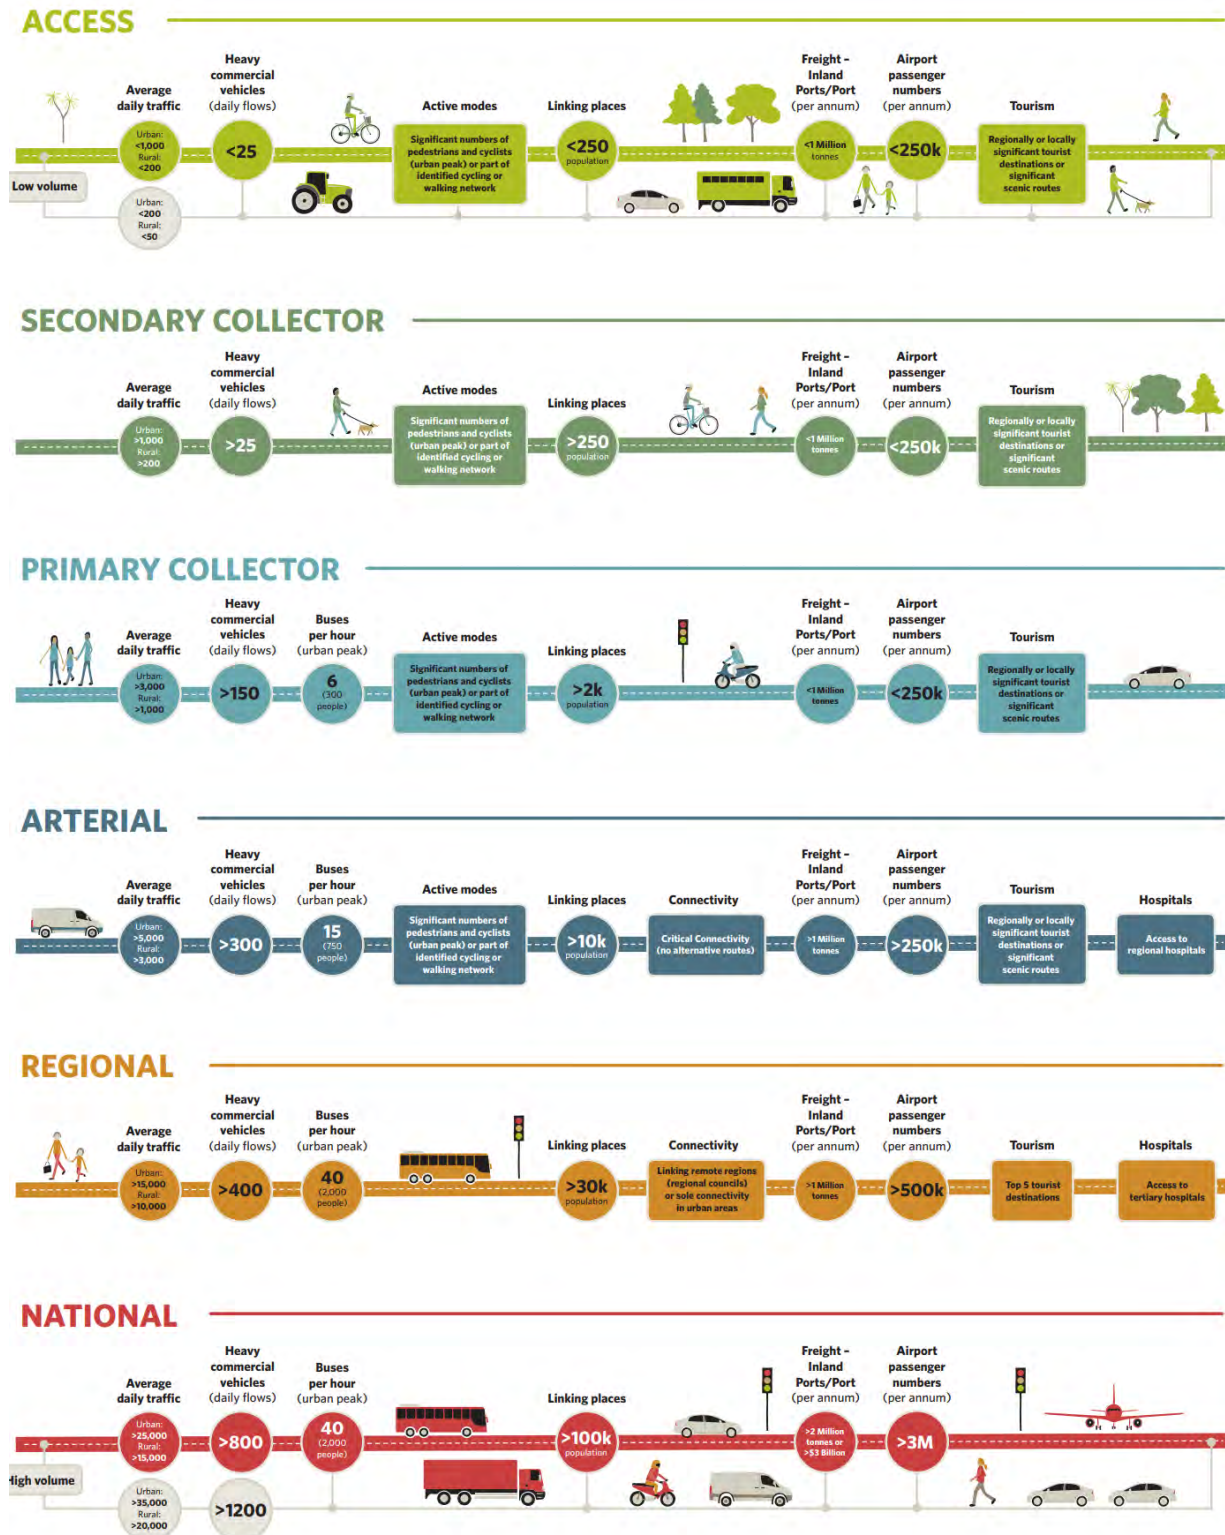 ACCESS
Average
daily traffic
Heavy
commercial
vehicles
(daily flows)
Active modes
Linking places
Freight –
Inland
Ports/Port
(per annum)
Airport
passenger
numbers
(per annum)
Tourism
Urban:
<1,000
Rural:
<200
<25
Significant numbers of
pedestrians and cyclists
(urban peak) or part of
identified cycling or
walking network
<250
population
<1 Million
tonnes
<250k
Regionally or locally
significant tourist
destinations or
significant
scenic routes
Low volume
Urban:
<200
Rural:
<50
SECONDARY COLLECTOR
Average
daily traffic
Heavy
commercial
vehicles
(daily flows)
Active modes
Linking places
Freight –
Inland
Ports/Port
(per annum)
Airport
passenger
numbers
(per annum)
Tourism
Urban:
>1,000
Rural:
>200
>25
Significant numbers of
pedestrians and cyclists
(urban peak) or part of
identified cycling or
walking network
>250
population
<1 Million
tonnes
<250k
Regionally or locally
significant tourist
destinations or
significant
scenic routes
PRIMARY COLLECTOR
Average
daily traffic
Heavy
commercial
vehicles
(daily flows)
Buses
per hour
(urban peak)
Active modes
Linking places
Freight –
Inland
Ports/Port
(per annum)
Airport
passenger
numbers
(per annum)
Tourism
Urban:
>3,000
Rural:
>1,000
>150
6
(300
people)
Significant numbers of
pedestrians and cyclists
(urban peak) or part of
identified cycling or
walking network
>2k
population
<1 Million
tonnes
<250k
Regionally or locally
significant tourist
destinations or
significant
scenic routes
ARTERIAL
Average
daily traffic
Heavy
commercial
vehicles
(daily flows)
Buses
per hour
(urban peak)
Active modes
Linking places
Connectivity
Freight –
Inland
Ports/Port
(per annum)
Airport
passenger
numbers
(per annum)
Tourism
Hospitals
Urban:
>5,000
Rural:
>3,000
>300
15
(750
people)
Significant numbers of
pedestrians and cyclists
(urban peak) or part of
identified cycling or
walking network
>10k
population
Critical Connectivity
(no alternative routes)
>1 Million
tonnes
>250k
Regionally or locally
significant tourist
destinations or
significant
scenic routes
Access to
regional hospitals
REGIONAL
Average
daily traffic
Heavy
commercial
vehicles
(daily flows)
Buses
per hour
(urban peak)
Linking places
Connectivity
Freight –
Inland
Ports/Port
(per annum)
Airport
passenger
numbers
(per annum)
Tourism
Hospitals
Urban:
>15,000
Rural:
>10,000
>400
40
(2,000
people)
>30k
population
Linking remote regions
(regional councils)
or sole connectivity
in urban areas
>1 Million
tonnes
>500k
Top 5 tourist
destinations
Access to
tertiary hospitals
NATIONAL
Average
daily traffic
Heavy
commercial
vehicles
(daily flows)
Buses
per hour
(urban peak)
Linking places
Freight –
Inland
Ports/Port
(per annum)
Airport
passenger
numbers
(per annum)
Urban:
>25,000
Rural:
>15,000
>800
40
(2,000
people)
>100k
population
>2 Million
tonnes or
>$3 Billion
>3M
High volume
Urban:
>35,000
Rural:
>20,000
>1200